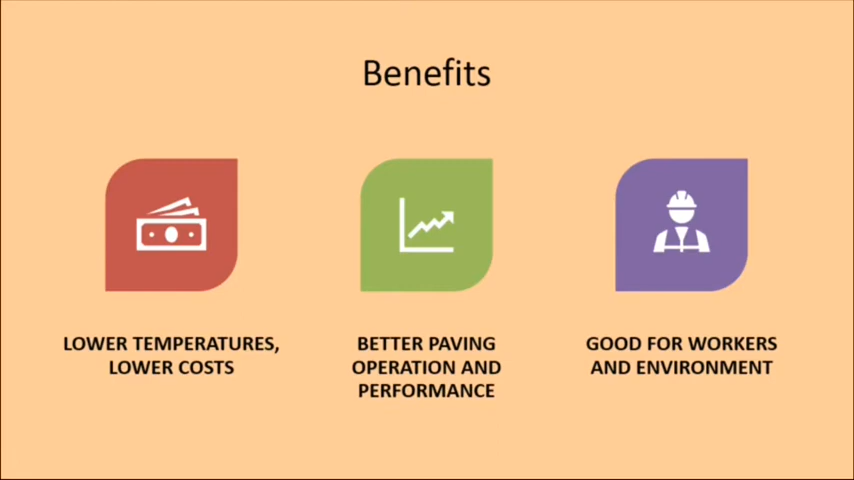 Benefits
LOWER TEMPERATURES,
LOWER COSTS
BETTER PAVING
OPERATION AND
PERFORMANCE
GOOD FOR WORKERS
AND ENVIRONMENT